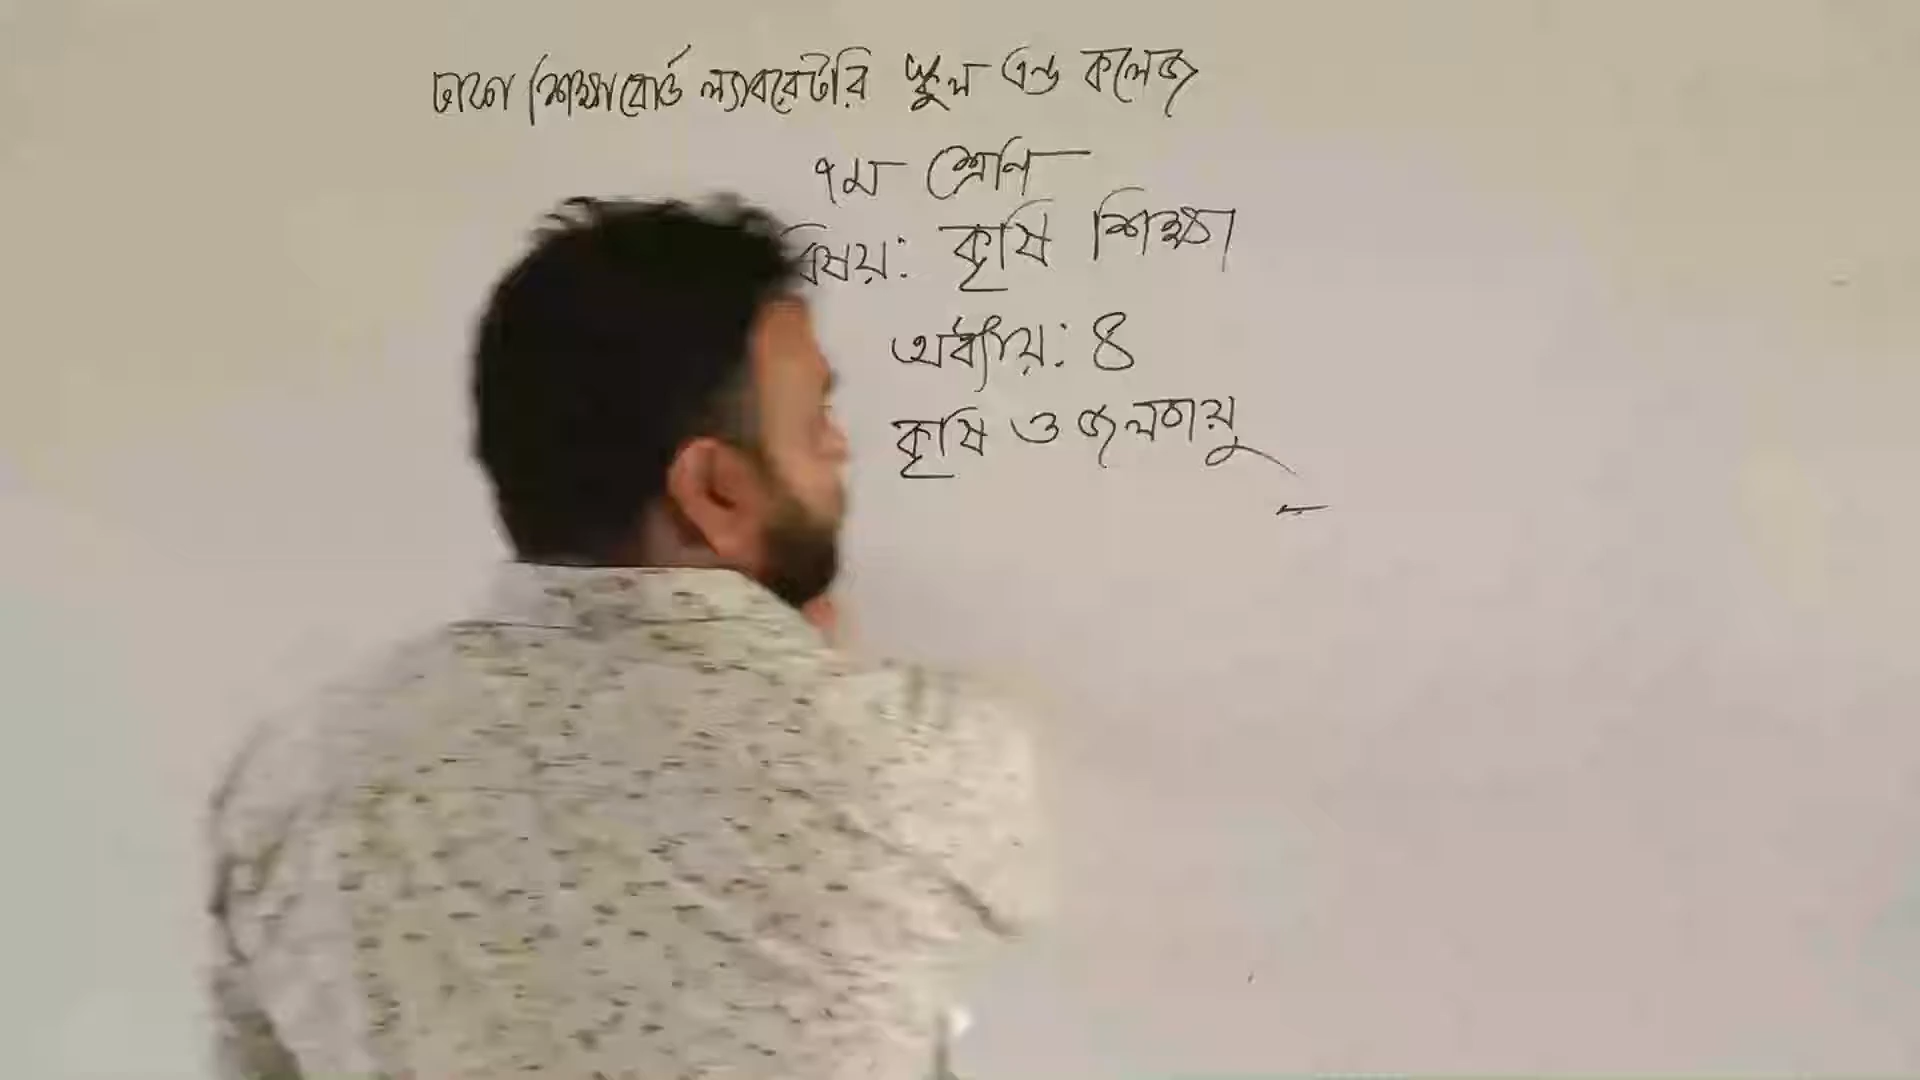 ঢাকা শিক্ষাবোর্ড ল্যাবরেটরি স্কুল এন্ড কলেজ
৭ম শ্রেণি
বিষয়: কৃষি শিক্ষা
অধ্যায়: ৪
কৃষি ও জলবায়ু